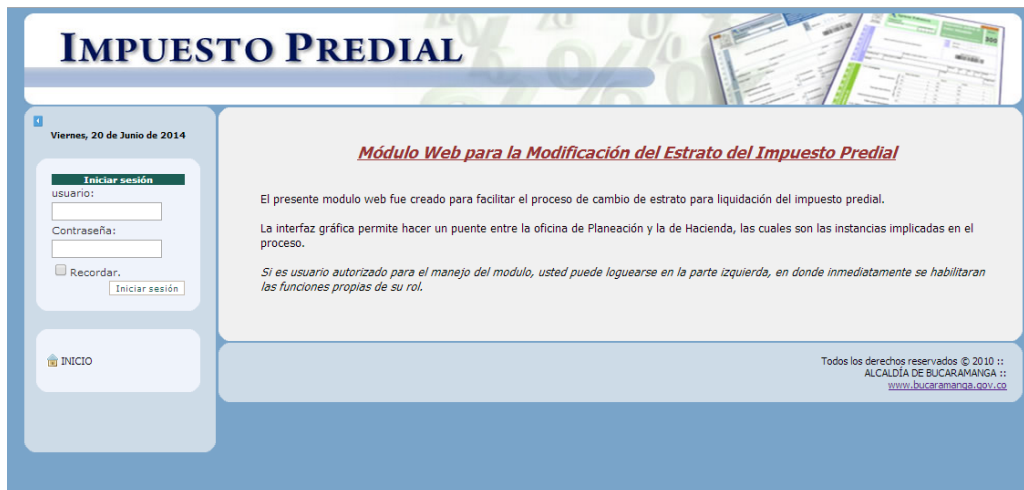 IMPUESTO PREDIAL
Viernes, 20 de Junio de 2014
Iniciar sesión
usuario:
Contraseña:
Recordar.
Iniciar sesión
INICIO
Módulo Web para la Modificación del Estrato del Impuesto Predial
El presente modulo web fue creado para facilitar el proceso de cambio de estrato para liquidación del impuesto predial.
La interfaz gráfica permite hacer un puente entre la oficina de Planeación y la de Hacienda, las cuales son las instancias implicadas en el
proceso.
Si es usuario autorizado para el manejo del modulo, usted puede loguearse en la parte izquierda, en donde inmediatamente se habilitaran
las funciones propias de su rol.
Todos los derechos reservados © 2010 ::
ALCALDÍA DE BUCARAMANGA ::
www.bucaramanga.gov.co